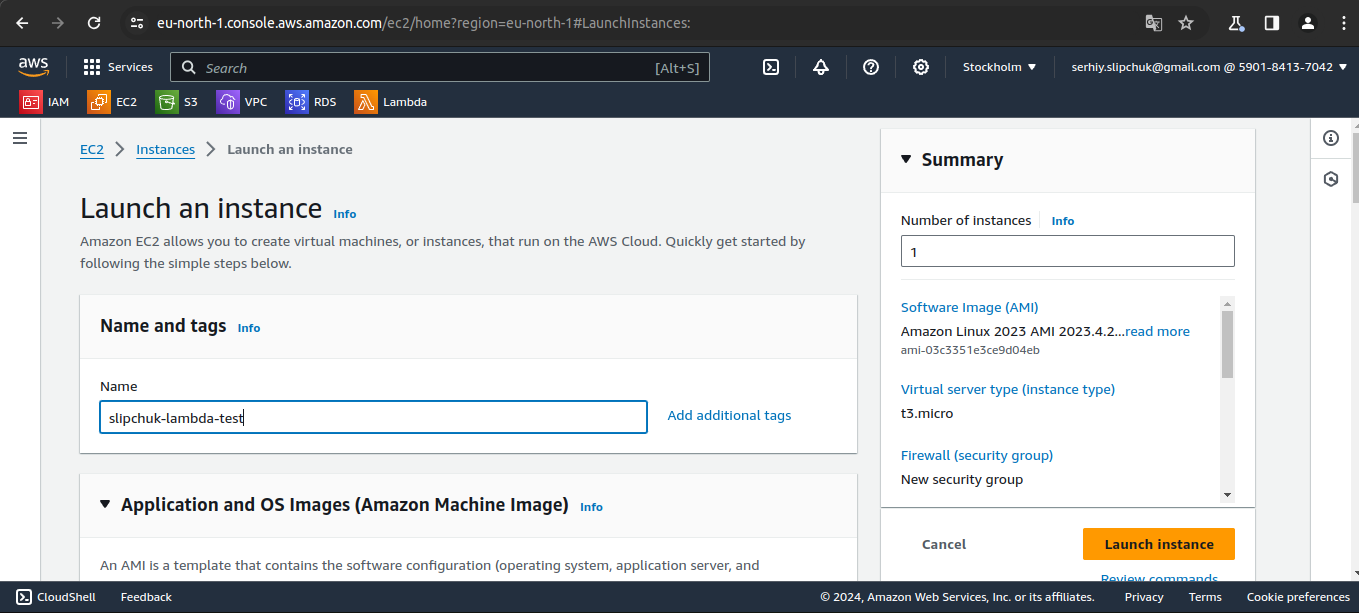 eu-north-1.console.aws.amazon.com/ec2/home?region=eu-north-1#LaunchInstances:
aws Services Search [Alt+S] Stockholm serhiy.slipchuk@gmail.com @ 5901-8413-7042
IAM EC2 S3 VPC RDS Lambda
EC2 Instances Launch an instance
Launch an instance Info
Amazon EC2 allows you to create virtual machines, or instances, that run on the AWS Cloud. Quickly get started by
following the simple steps below.
Name and tags Info
Name
slipchuk-lambda-test Add additional tags
Application and OS Images (Amazon Machine Image) Info
An AMI is a template that contains the software configuration (operating system, application server, and
Summary
Number of instances Info
1
Software Image (AMI)
Amazon Linux 2023 AMI 2023.4.2...read more
ami-03c3351e3ce9d04eb
Virtual server type (instance type)
t3.micro
Firewall (security group)
New security group
Cancel Launch instance
Review commands
CloudShell Feedback © 2024, Amazon Web Services, Inc. or its affiliates. Privacy Terms Cookie preferences